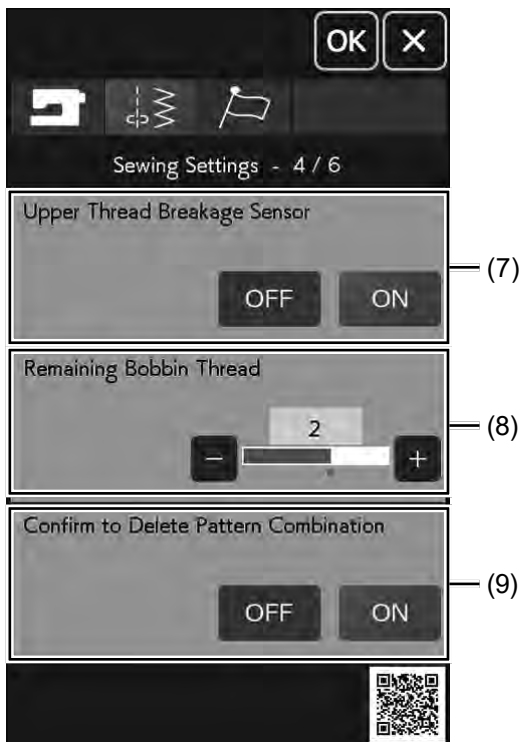 OK X
Sewing Settings - 4 / 6
Upper Thread Breakage Sensor
OFF ON
(7)
Remaining Bobbin Thread
2
- +
(8)
Confirm to Delete Pattern Combination
OFF ON
(9)